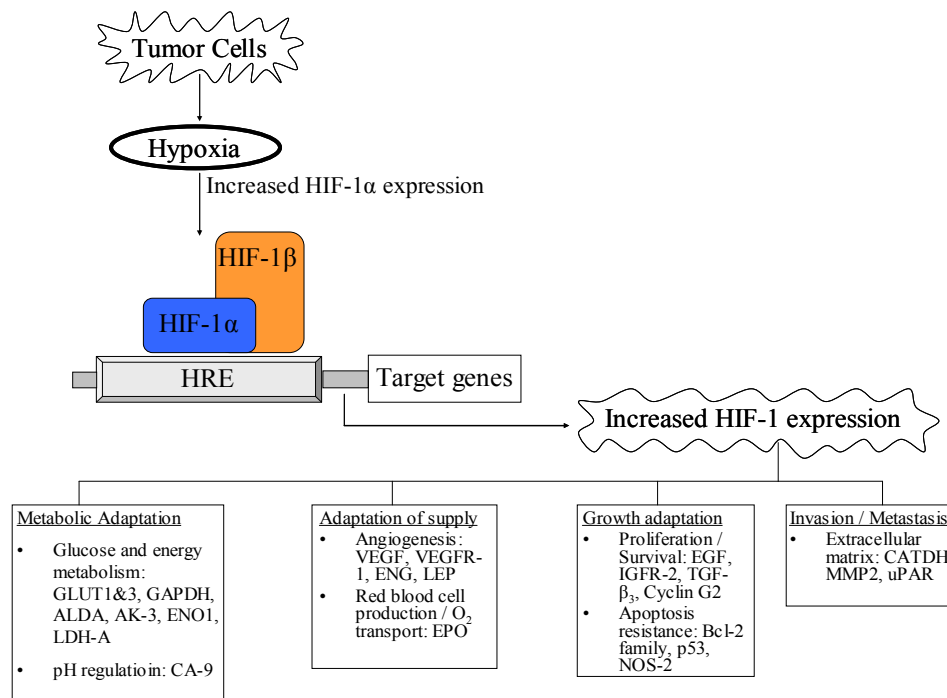 Tumor Cells
Hypoxia
Increased HIF-1α expression
HIF-1β
HIF-1α
HRE
Target genes
Increased HIF-1 expression
Metabolic Adaptation
• Glucose and energy
metabolism:
GLUT1&3, GAPDH,
ALDA, AK-3, ENO1,
LDH-A
• pH regulatioin: CA-9
Adaptation of supply
• Angiogenesis:
VEGF, VEGFR-
1, ENG, LEP
• Red blood cell
production / O₂
transport: EPO
Growth adaptation
• Proliferation /
Survival: EGF,
IGFR-2, TGF-
β₃, Cyclin G2
• Apoptosis
resistance: Bcl-2
family, p53,
NOS-2
Invasion / Metastasis
• Extracellular
matrix: CATDH
MMP2, uPAR